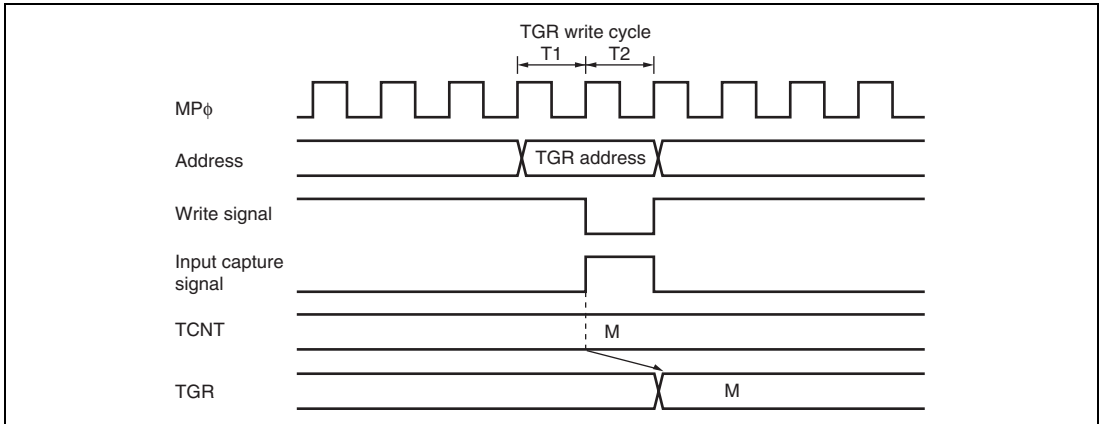 TGR write cycle
T1 T2
MPϕ
Address
TGR address
Write signal
Input capture
signal
TCNT
M
TGR
M